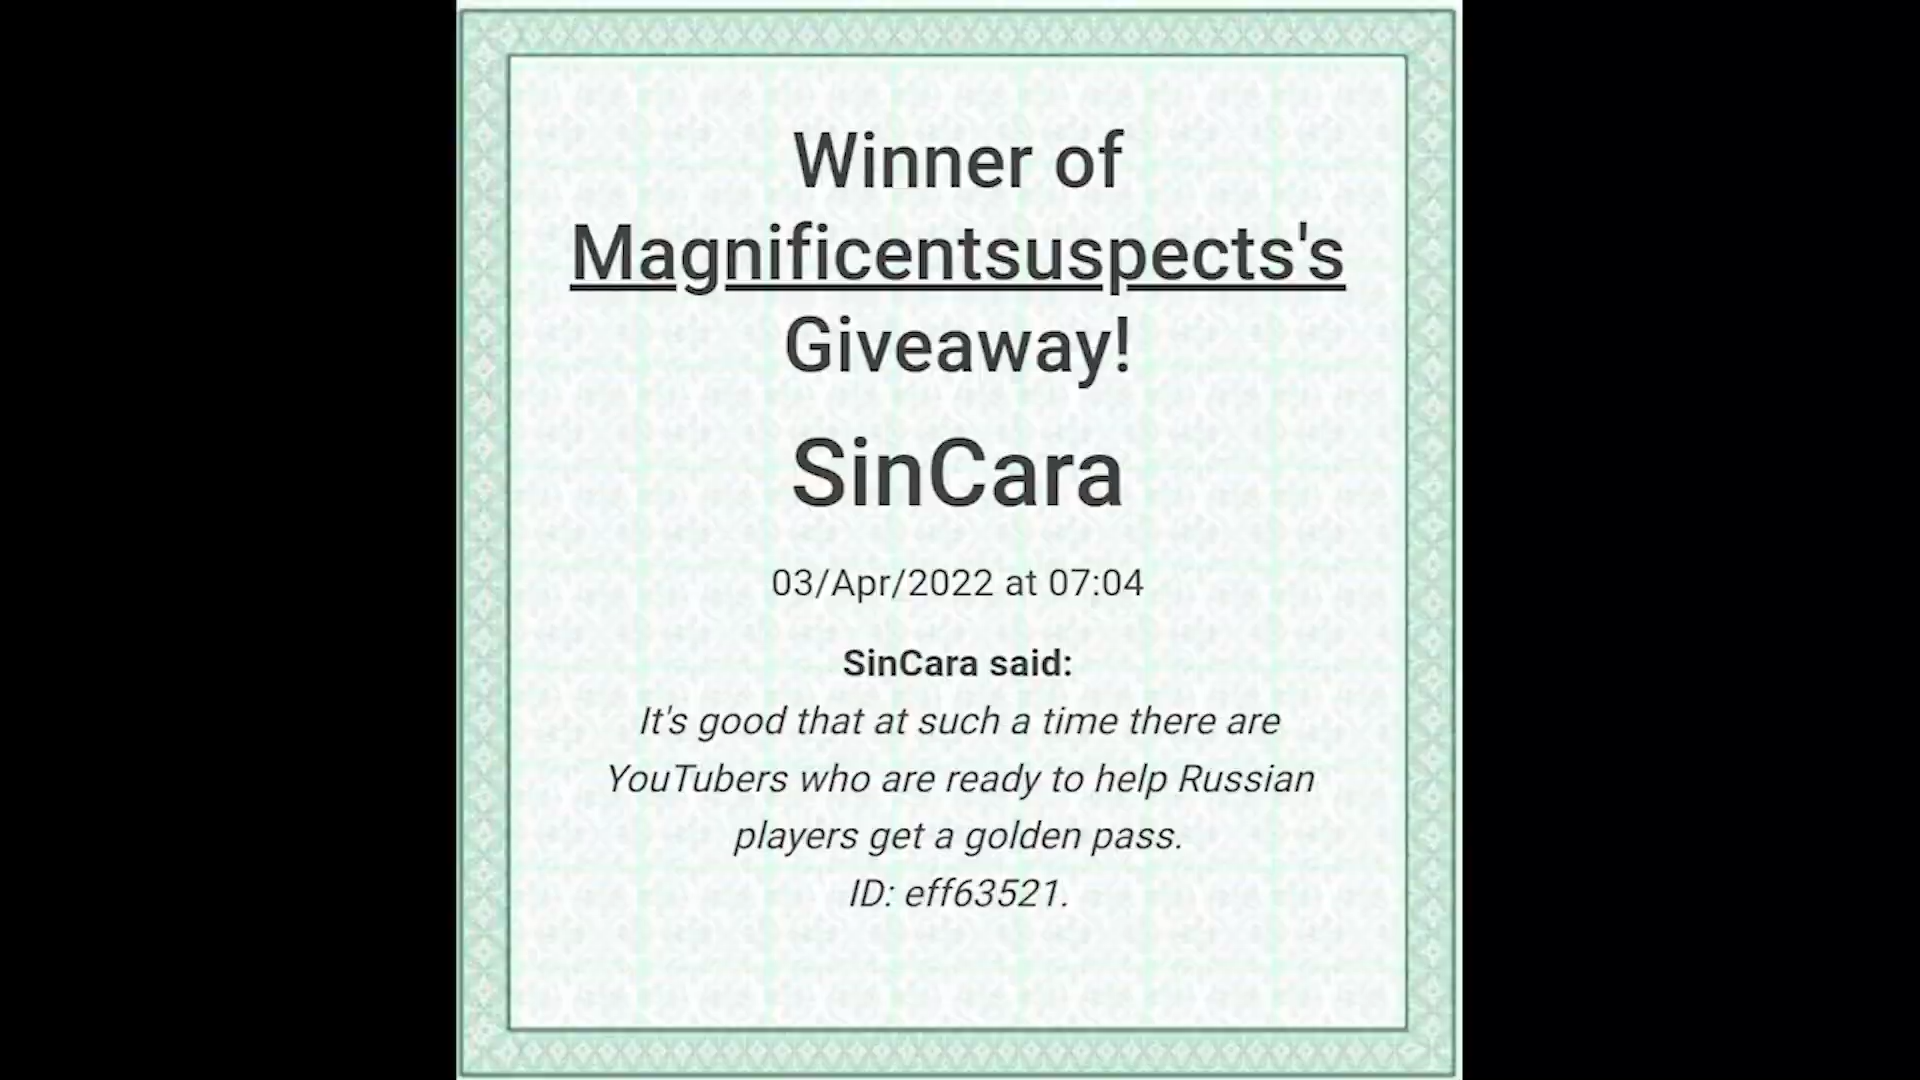 Winner of
Magnificentsuspects's
Giveaway!
SinCara
03/Apr/2022 at 07:04
SinCara said:
It's good that at such a time there are
YouTubers who are ready to help Russian
players get a golden pass.
ID: eff63521.